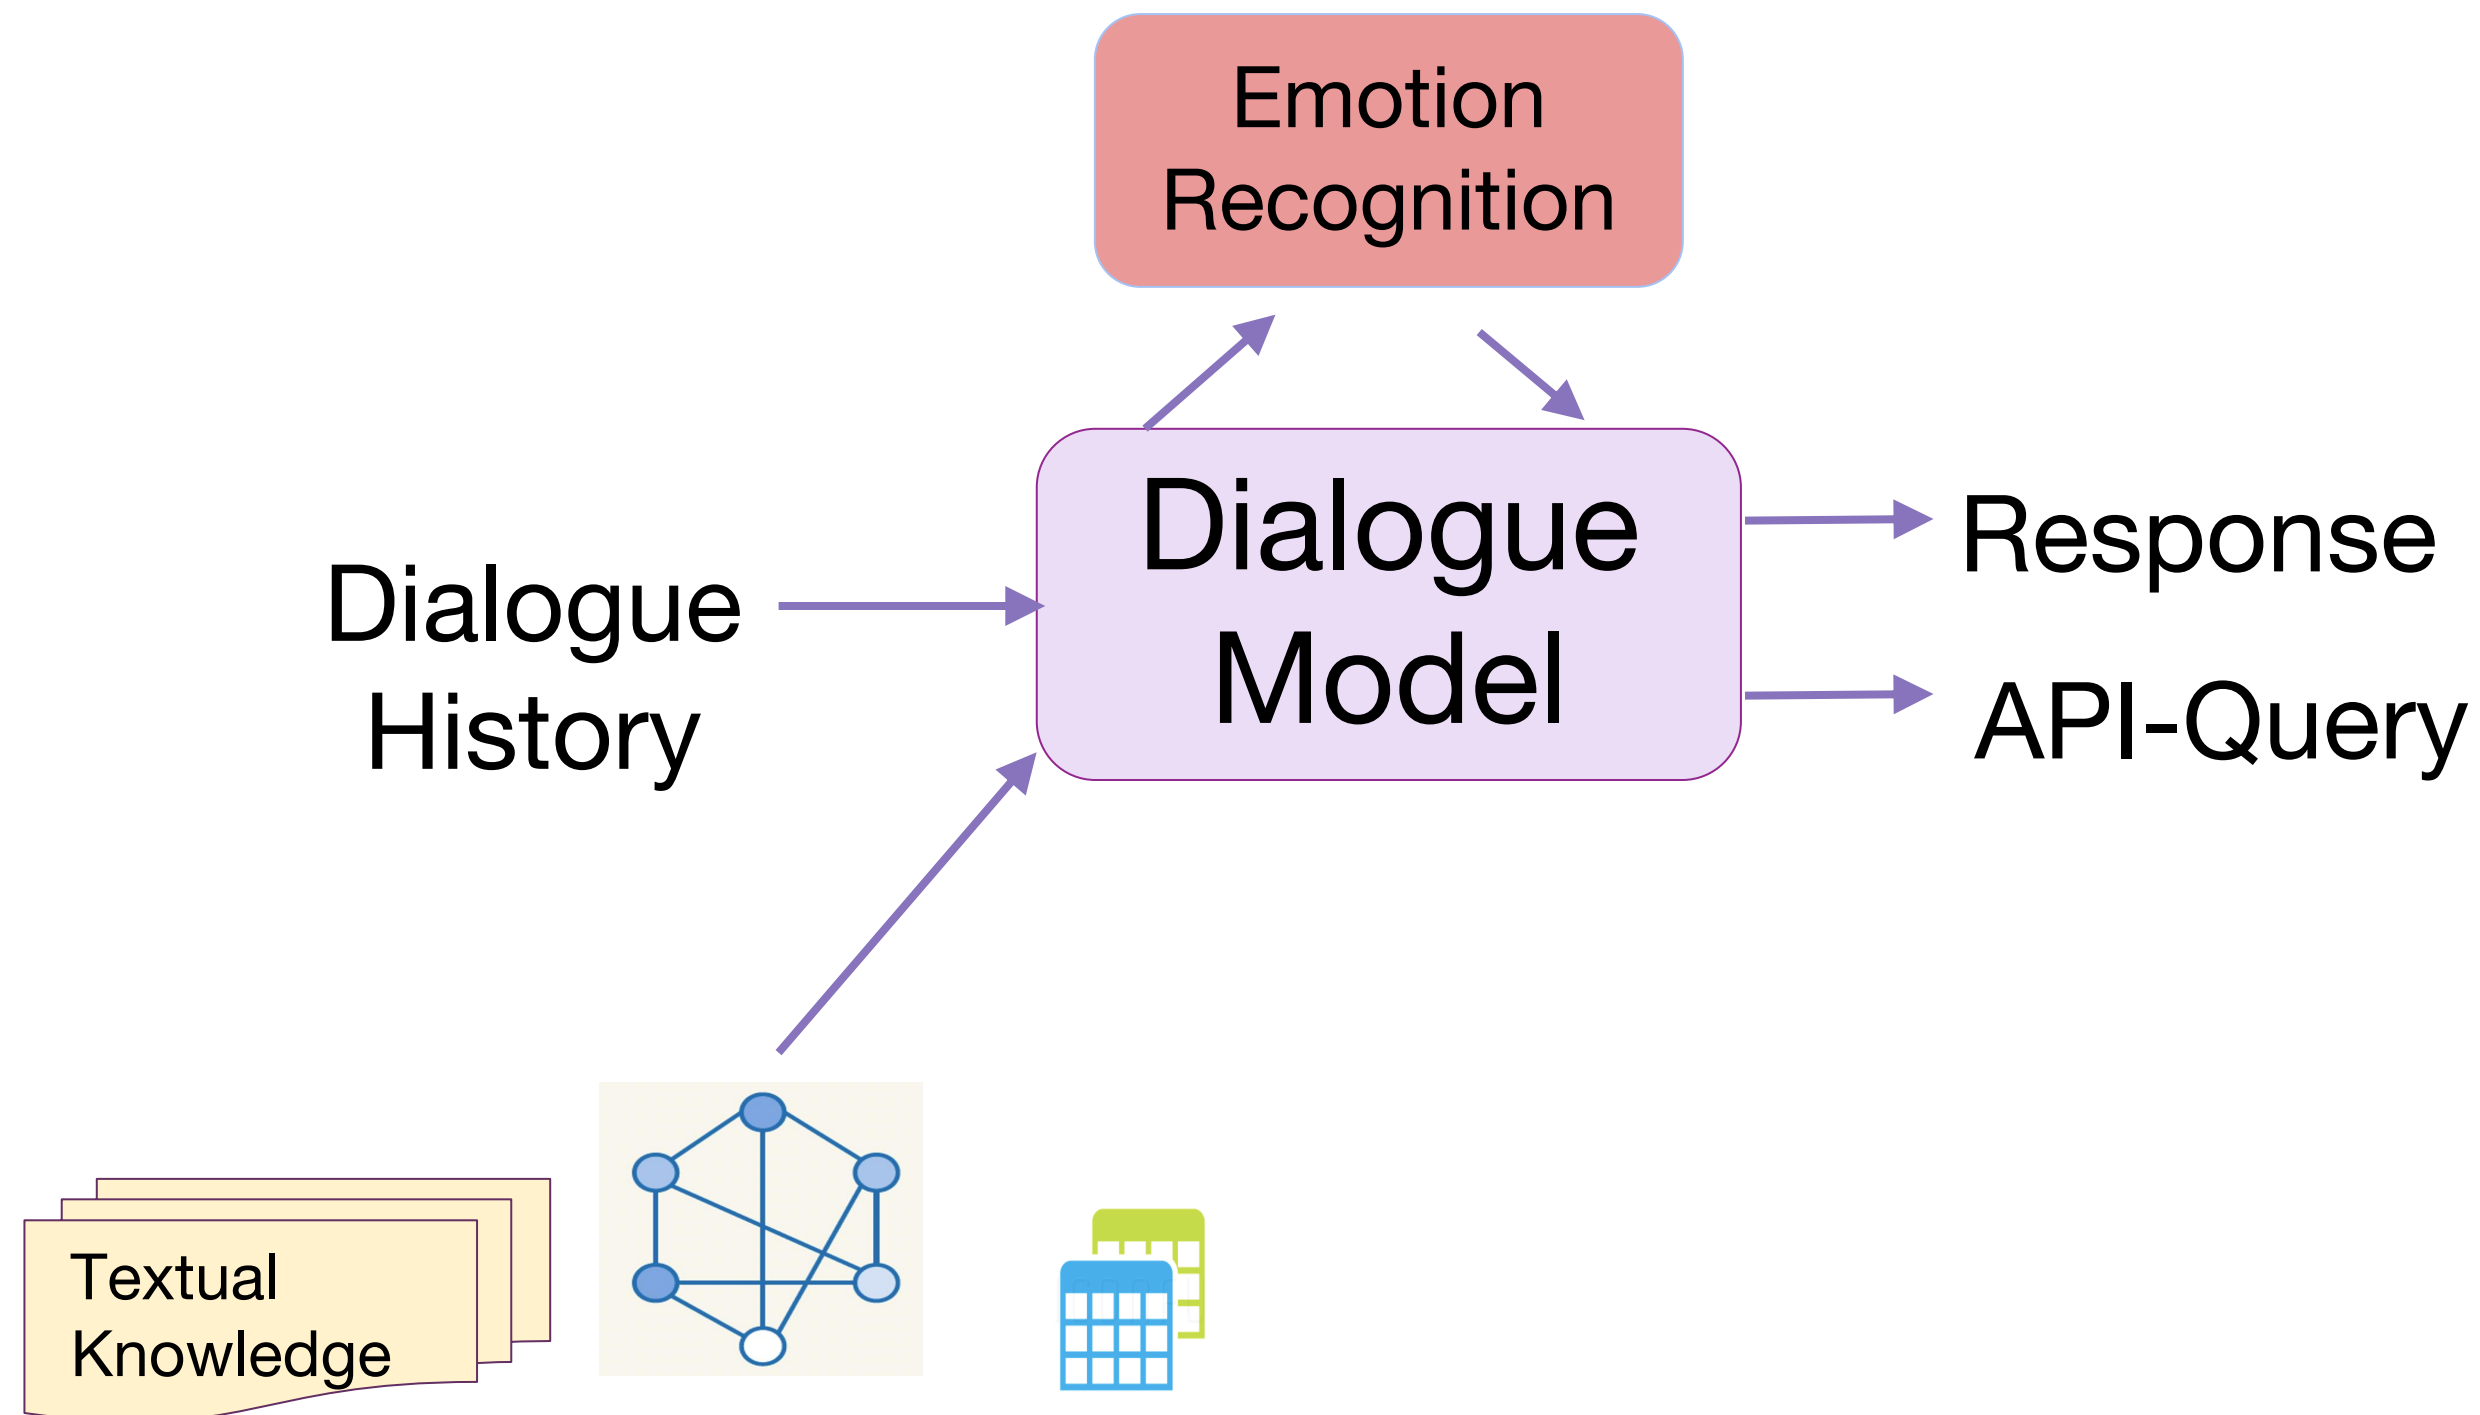 Emotion
Recognition
Dialogue
Model
Dialogue
History
Response
API-Query
Textual
Knowledge